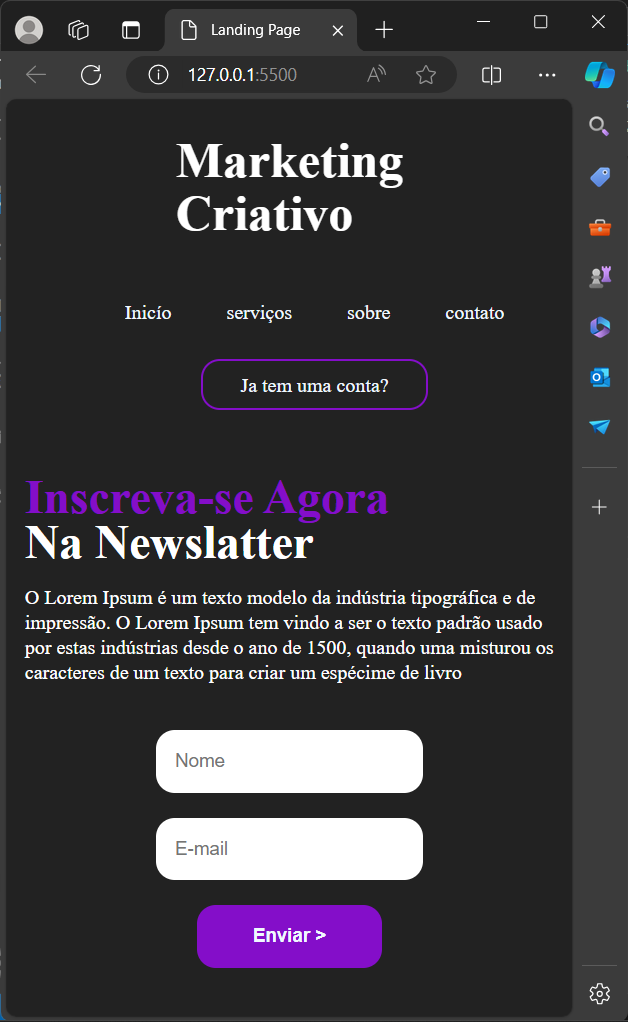 Landing Page
127.0.0.1:5500
Marketing
Criativo
Inicío serviços sobre contato
Ja tem uma conta?
Inscreva-se Agora
Na Newslatter
O Lorem Ipsum é um texto modelo da indústria tipográfica e de
impressão. O Lorem Ipsum tem vindo a ser o texto padrão usado
por estas indústrias desde o ano de 1500, quando uma misturou os
caracteres de um texto para criar um espécime de livro
Nome
E-mail
Enviar >